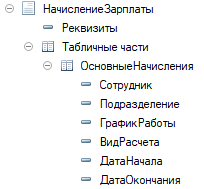 НачислениеЗарплаты
Реквизиты
Табличные части
ОсновныеНачисления
Сотрудник
Подразделение
ГрафикРаботы
ВидРасчета
ДатаНачала
ДатаОкончания